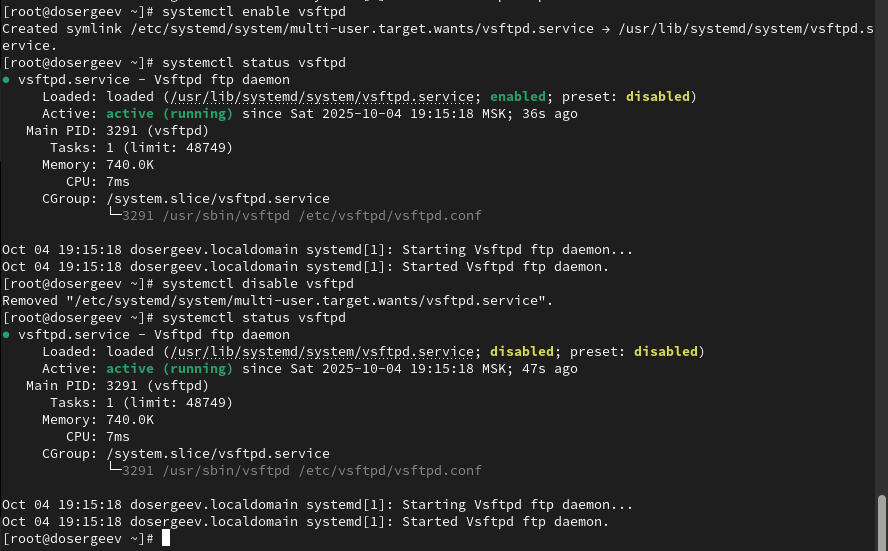 [root@dosergeev ~]# systemctl enable vsftpd
Created symlink /etc/systemd/system/multi-user.target.wants/vsftpd.service → /usr/lib/systemd/system/vsftpd.s
ervice.
[root@dosergeev ~]# systemctl status vsftpd
● vsftpd.service - Vsftpd ftp daemon
     Loaded: loaded (/usr/lib/systemd/system/vsftpd.service; enabled; preset: disabled)
     Active: active (running) since Sat 2025-10-04 19:15:18 MSK; 36s ago
   Main PID: 3291 (vsftpd)
      Tasks: 1 (limit: 48749)
     Memory: 740.0K
        CPU: 7ms
     CGroup: /system.slice/vsftpd.service
             └─3291 /usr/sbin/vsftpd /etc/vsftpd/vsftpd.conf

Oct 04 19:15:18 dosergeev.localdomain systemd[1]: Starting Vsftpd ftp daemon...
Oct 04 19:15:18 dosergeev.localdomain systemd[1]: Started Vsftpd ftp daemon.
[root@dosergeev ~]# systemctl disable vsftpd
Removed "/etc/systemd/system/multi-user.target.wants/vsftpd.service".
[root@dosergeev ~]# systemctl status vsftpd
● vsftpd.service - Vsftpd ftp daemon
     Loaded: loaded (/usr/lib/systemd/system/vsftpd.service; disabled; preset: disabled)
     Active: active (running) since Sat 2025-10-04 19:15:18 MSK; 47s ago
   Main PID: 3291 (vsftpd)
      Tasks: 1 (limit: 48749)
     Memory: 740.0K
        CPU: 7ms
     CGroup: /system.slice/vsftpd.service
             └─3291 /usr/sbin/vsftpd /etc/vsftpd/vsftpd.conf

Oct 04 19:15:18 dosergeev.localdomain systemd[1]: Starting Vsftpd ftp daemon...
Oct 04 19:15:18 dosergeev.localdomain systemd[1]: Started Vsftpd ftp daemon.
[root@dosergeev ~]#